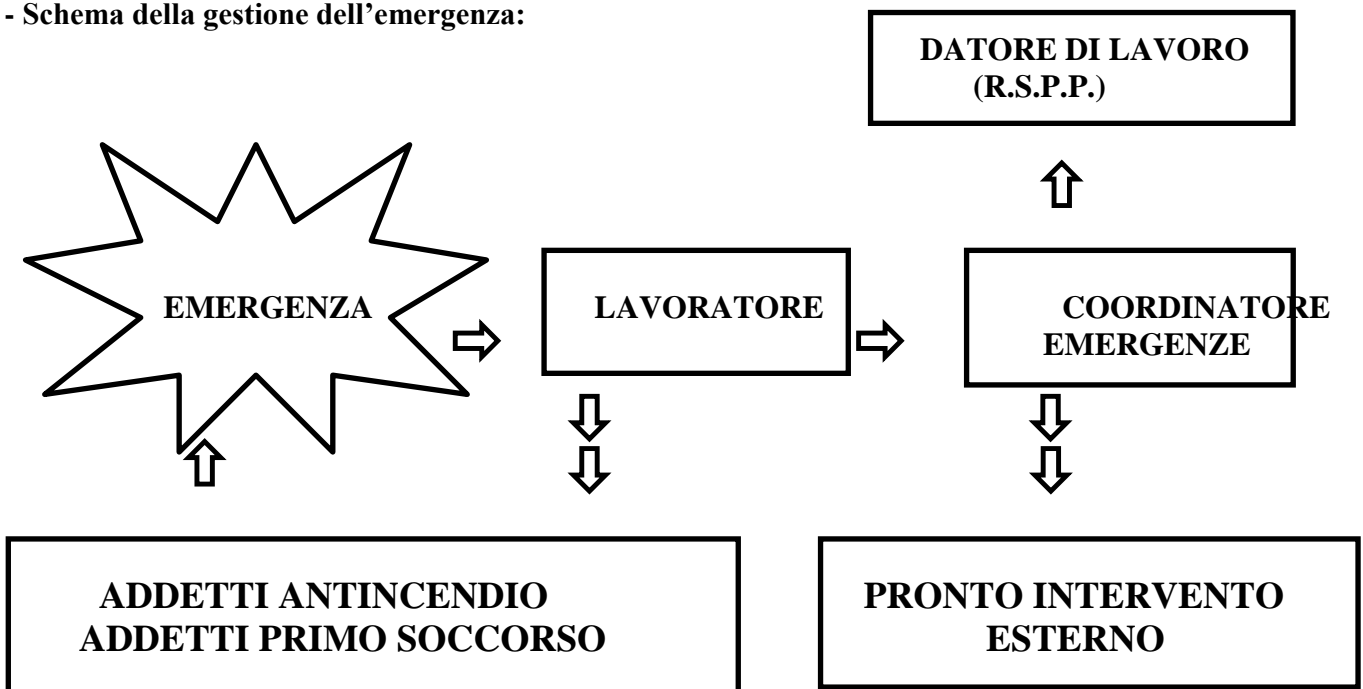 - Schema della gestione dell’emergenza:
DATORE DI LAVORO
(R.S.P.P.)
EMERGENZA
LAVORATORE
COORDINATORE
EMERGENZE
ADDETTI ANTINCENDIO
ADDETTI PRIMO SOCCORSO
PRONTO INTERVENTO
ESTERNO